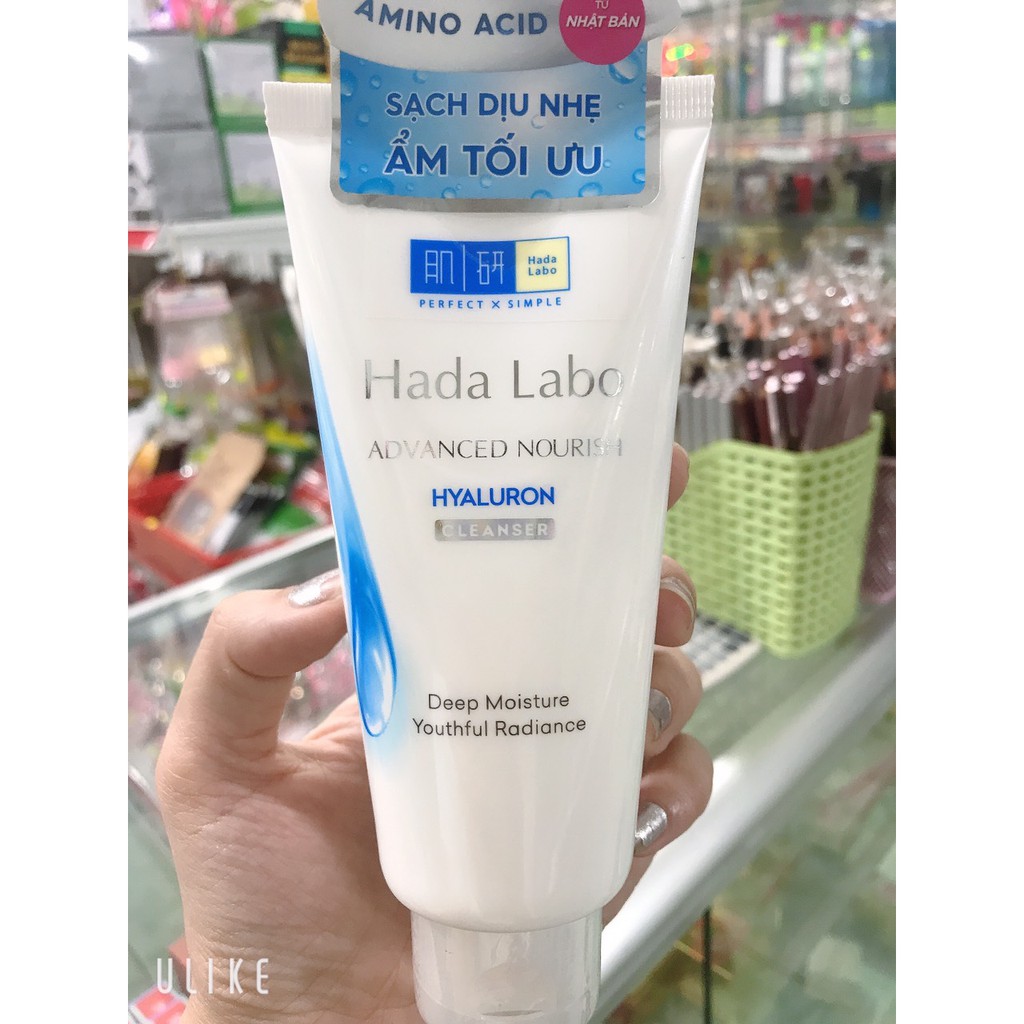 AMINO ACID
TỪ
NHẬT BẢN
SẠCH DỊU NHẸ
ẨM TỐI ƯU
肌研
Hada
Labo
PERFECT X SIMPLE
Hada Labo
ADVANCED NOURISH
HYALURON
CLEANSER
Deep Moisture
Youthful Radiance
ULIKE